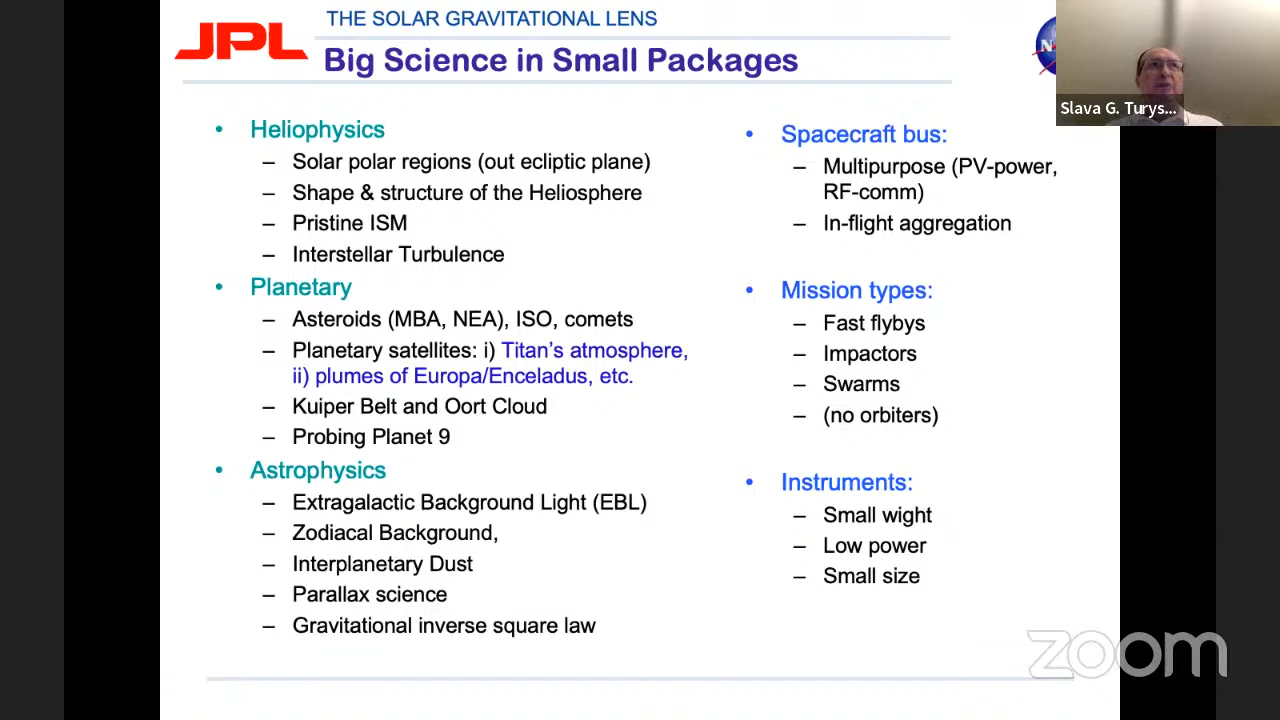 THE SOLAR GRAVITATIONAL LENS
JPL
Big Science in Small Packages
Slava G. Turys...
• Heliophysics
– Solar polar regions (out ecliptic plane)
– Shape & structure of the Heliosphere
– Pristine ISM
– Interstellar Turbulence
• Planetary
– Asteroids (MBA, NEA), ISO, comets
– Planetary satellites: i) Titan's atmosphere,
ii) plumes of Europa/Enceladus, etc.
– Kuiper Belt and Oort Cloud
– Probing Planet 9
• Astrophysics
– Extragalactic Background Light (EBL)
– Zodiacal Background,
– Interplanetary Dust
– Parallax science
– Gravitational inverse square law
• Spacecraft bus:
– Multipurpose (PV-power,
RF-comm)
– In-flight aggregation
• Mission types:
– Fast flybys
– Impactors
– Swarms
– (no orbiters)
• Instruments:
– Small wight
– Low power
– Small size
zoom